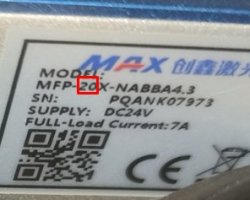 MAX 创鑫激光
MODEL:
MFP-20X-NABBA4.3
SN: PQANK07973
SUPPLY: DC24V
FULL-Load Current:7A